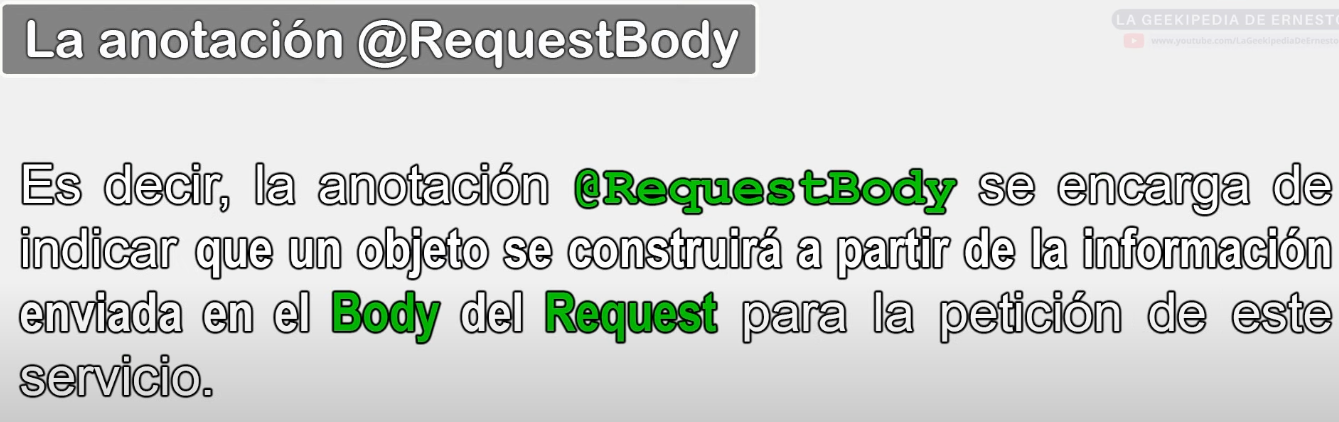 La anotación @RequestBody
LA GEEKIPEDIA DE ERNESTO
www.youtube.com/LaGeekipediaDeErnesto
Es decir, la anotación @RequestBody se encarga de
indicar que un objeto se construirá a partir de la información
enviada en el Body del Request para la petición de este
servicio.